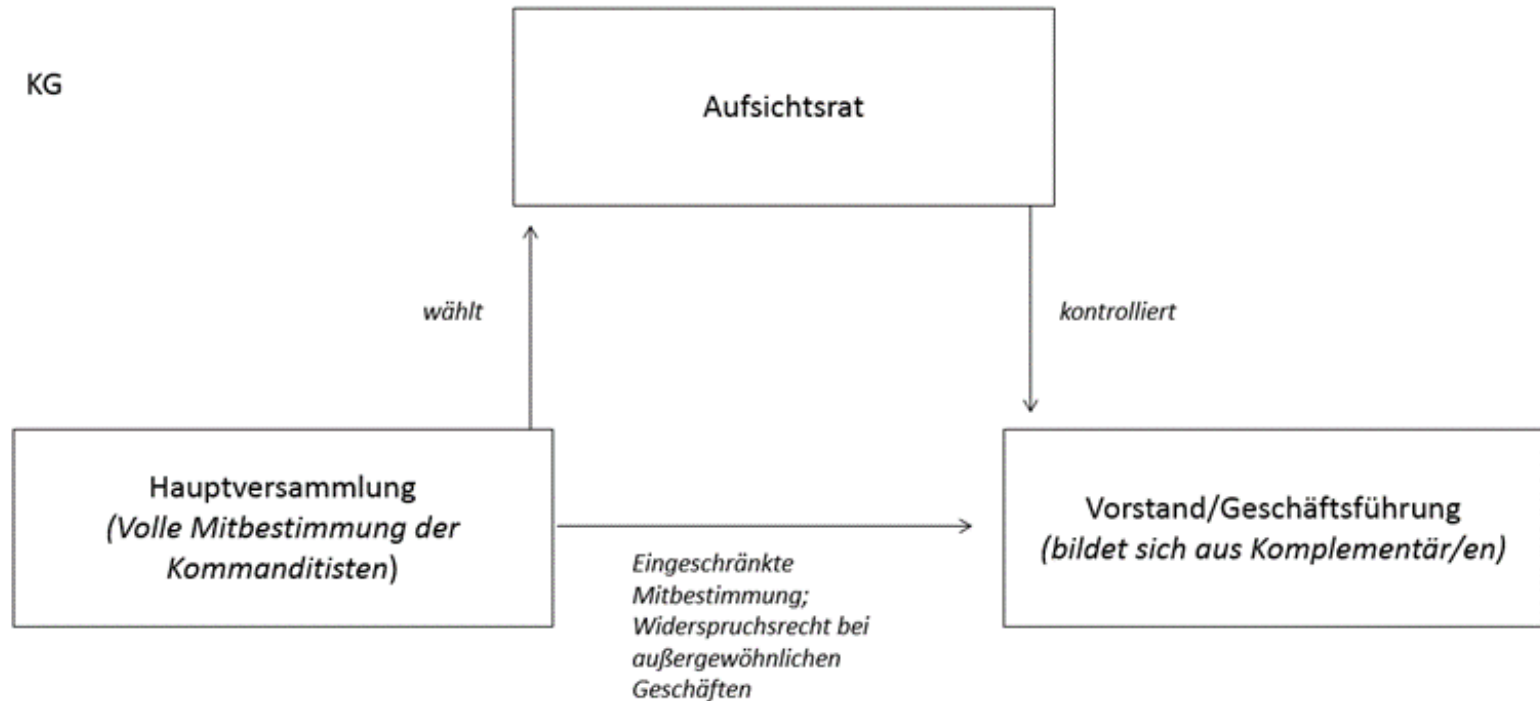 KG
Aufsichtsrat
wählt
kontrolliert
Hauptversammlung
(Volle Mitbestimmung der
Kommanditisten)
Vorstand/Geschäftsführung
(bildet sich aus Komplementär/en)
Eingeschränkte
Mitbestimmung;
Widerspruchsrecht bei
außergewöhnlichen
Geschäften